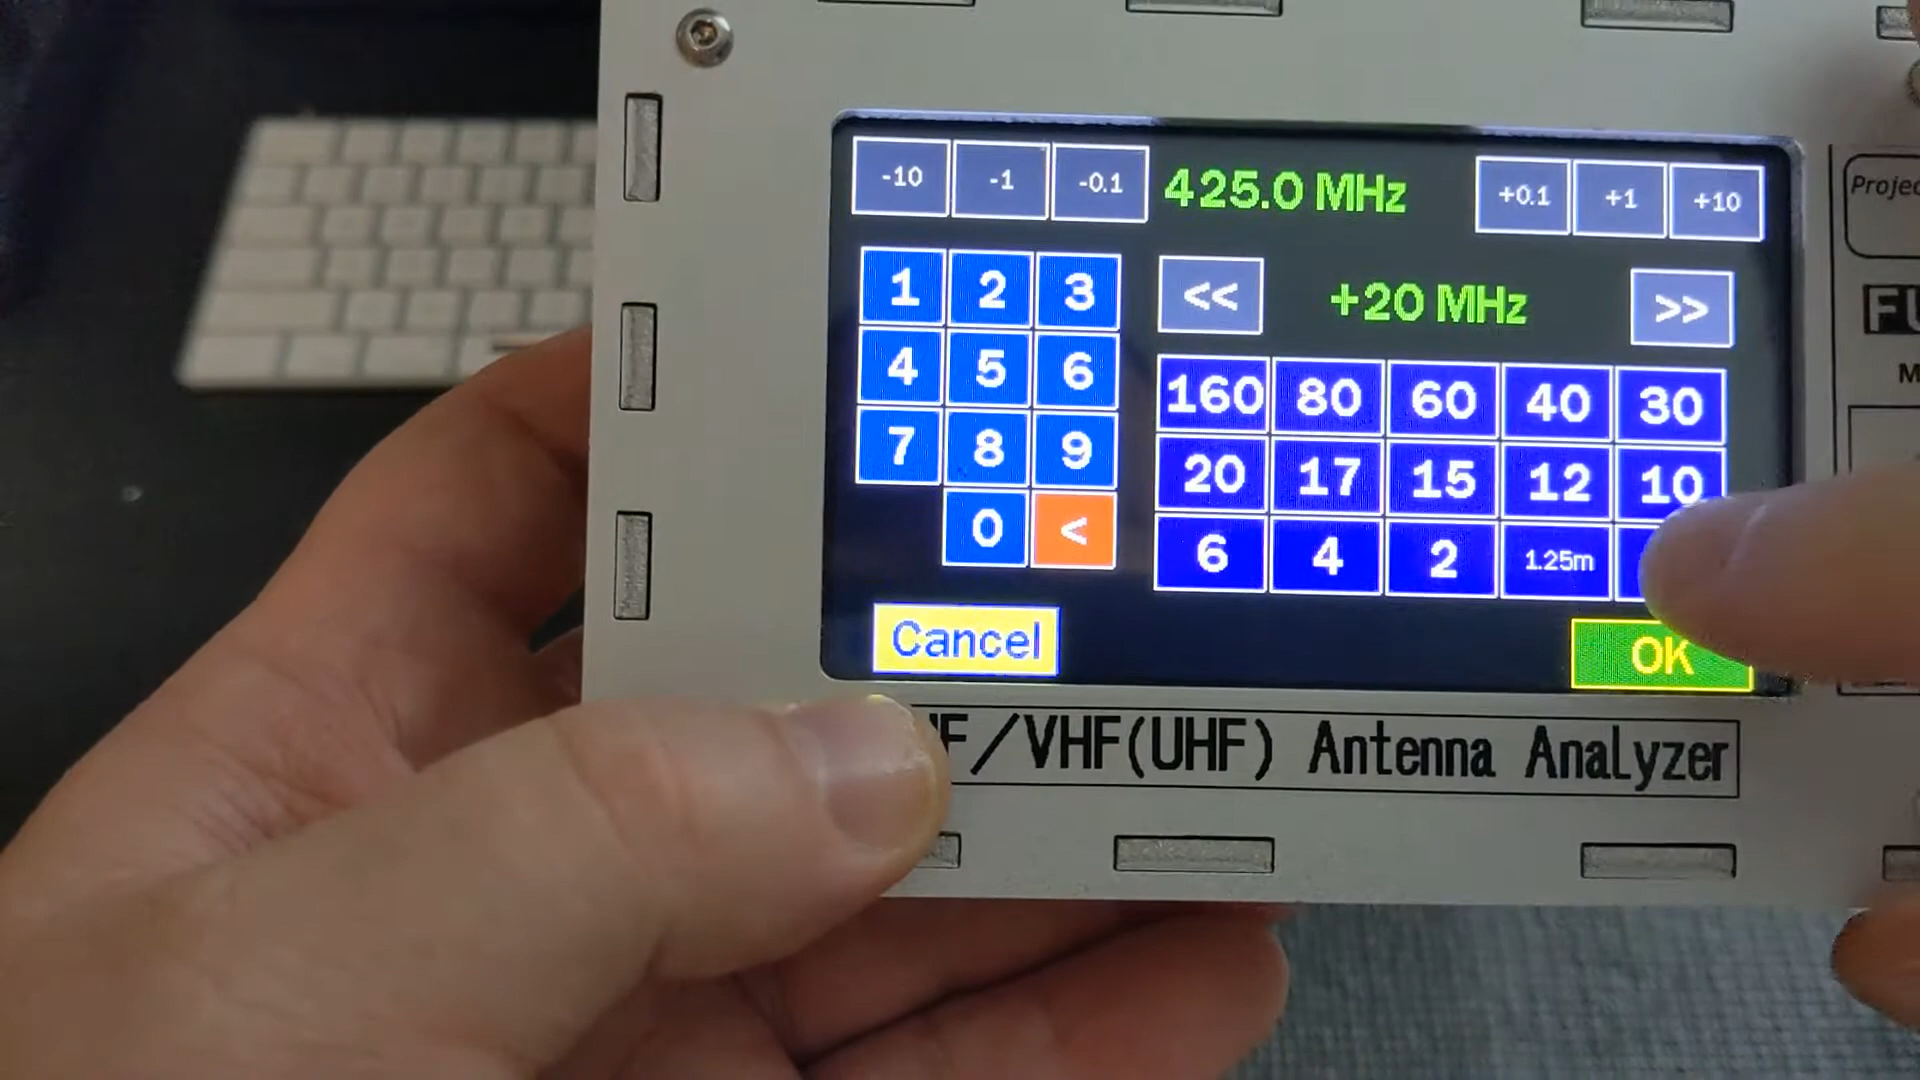 -10 -1 -0.1 425.0 MHz +0.1 +1 +10
<< +20 MHz >>
1 2 3
4 5 6
7 8 9
0 <
160 80 60 40 30
20 17 15 12 10
6 4 2 1.25m
Cancel OK
/VHF(UHF) Antenna Analyzer